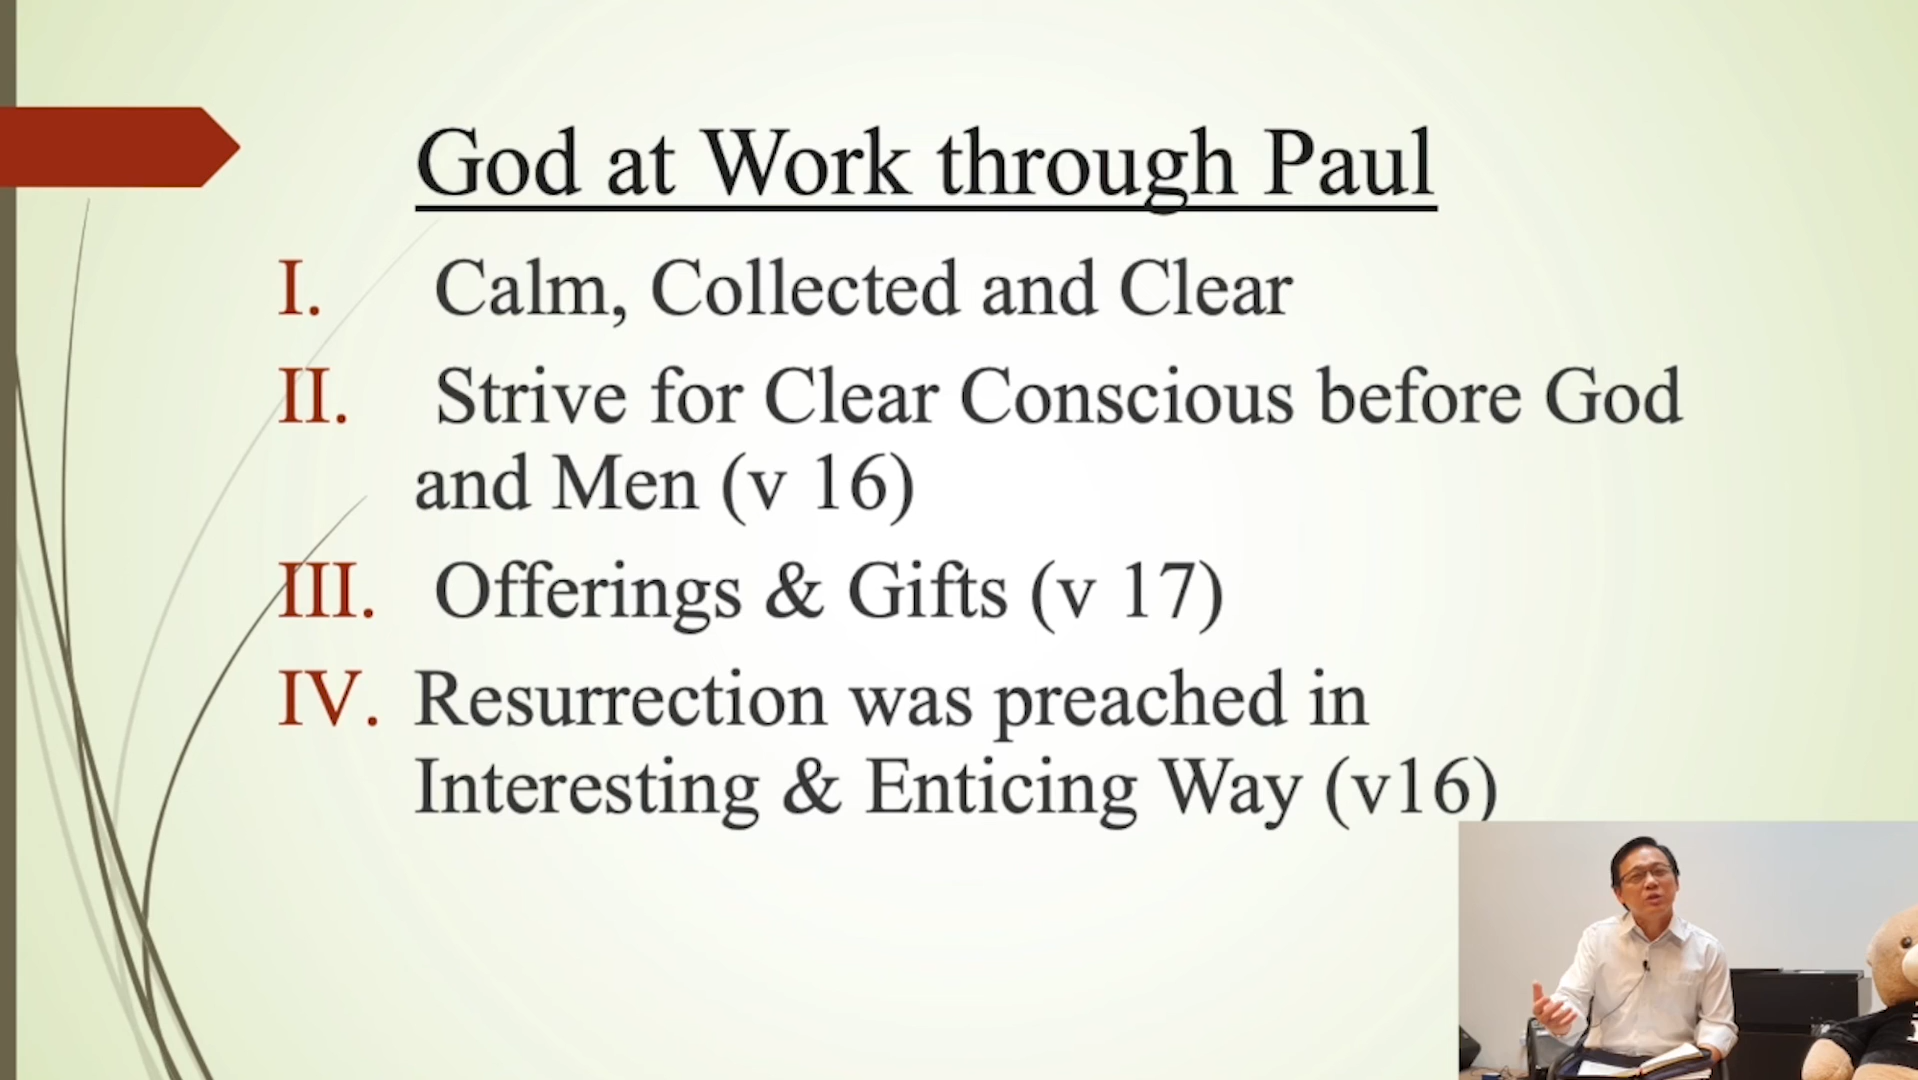 God at Work through Paul
I. Calm, Collected and Clear
II. Strive for Clear Conscious before God
and Men (v 16)
III. Offerings & Gifts (v 17)
IV. Resurrection was preached in
Interesting & Enticing Way (v16)